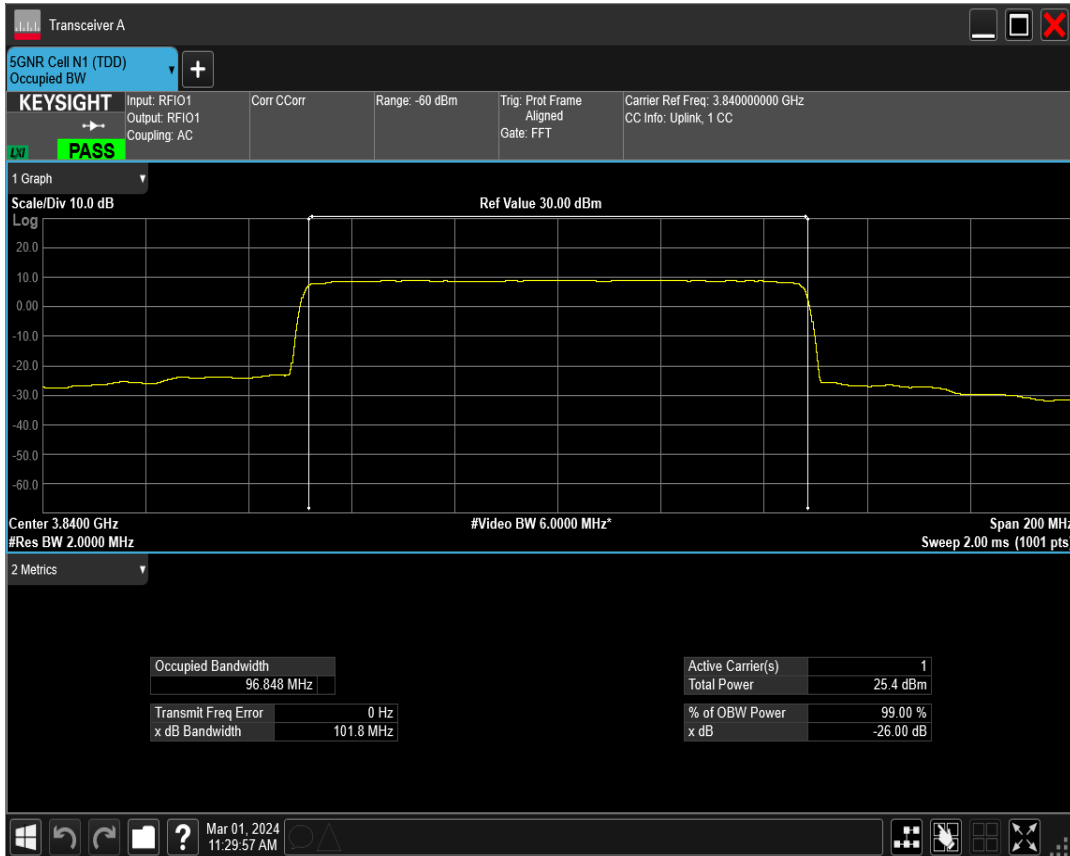 Transceiver A
5GNR Cell N1 (TDD)
Occupied BW
+
KEYSIGHT
LXI
PASS
Input: RFIO1
Output: RFIO1
Coupling: AC
Corr CCorr
Range: -60 dBm
Trig: Prot Frame
Aligned
Gate: FFT
Carrier Ref Freq: 3.840000000 GHz
CC Info: Uplink, 1 CC
1 Graph
Scale/Div 10.0 dB
Ref Value 30.00 dBm
Log
20.0
10.0
0.00
-10.0
-20.0
-30.0
-40.0
-50.0
-60.0
Center 3.8400 GHz
#Video BW 6.0000 MHz*
Span 200 MHz
#Res BW 2.0000 MHz
Sweep 2.00 ms (1001 pts)
2 Metrics
Occupied Bandwidth
96.848 MHz
Transmit Freq Error 0 Hz
x dB Bandwidth 101.8 MHz
Active Carrier(s) 1
Total Power 25.4 dBm
% of OBW Power 99.00 %
x dB -26.00 dB
?
Mar 01, 2024
11:29:57 AM